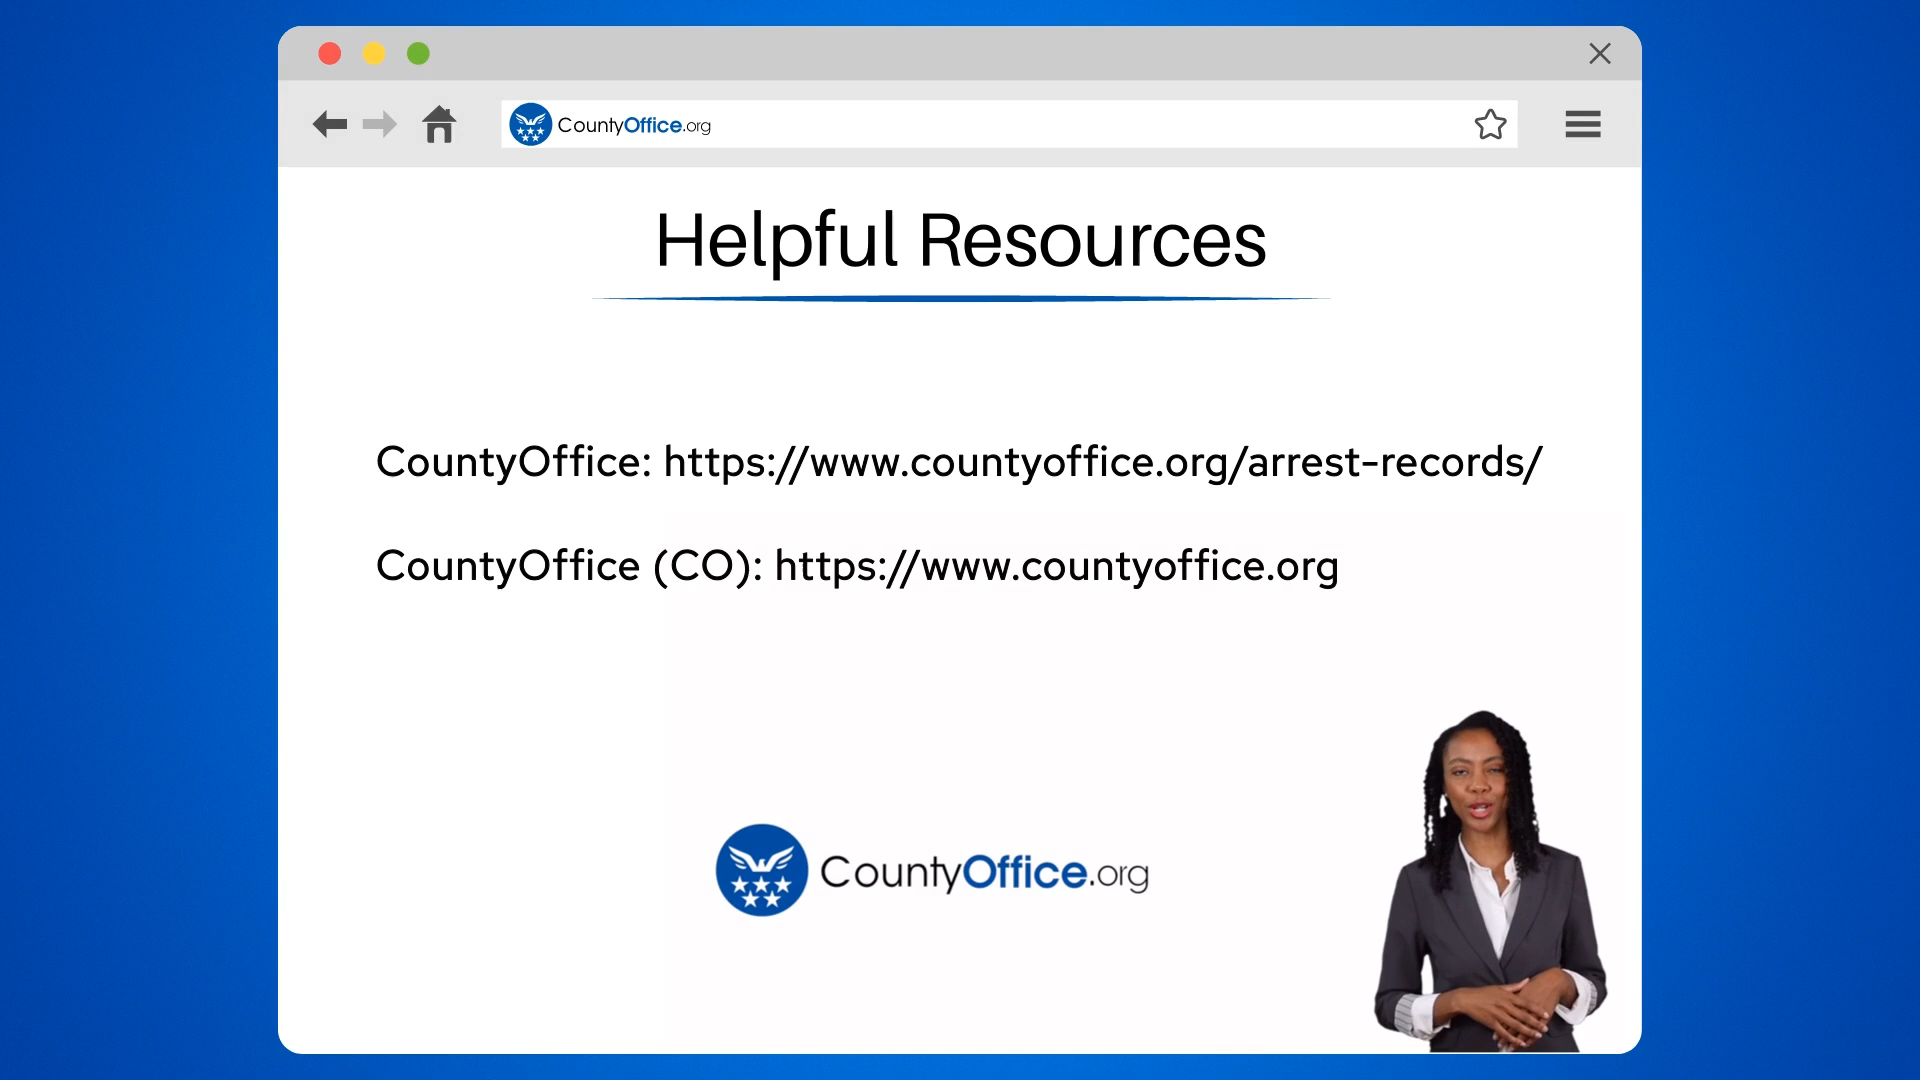 CountyOffice.org
Helpful Resources
CountyOffice: https://www.countyoffice.org/arrest-records/
CountyOffice (CO): https://www.countyoffice.org
CountyOffice.org